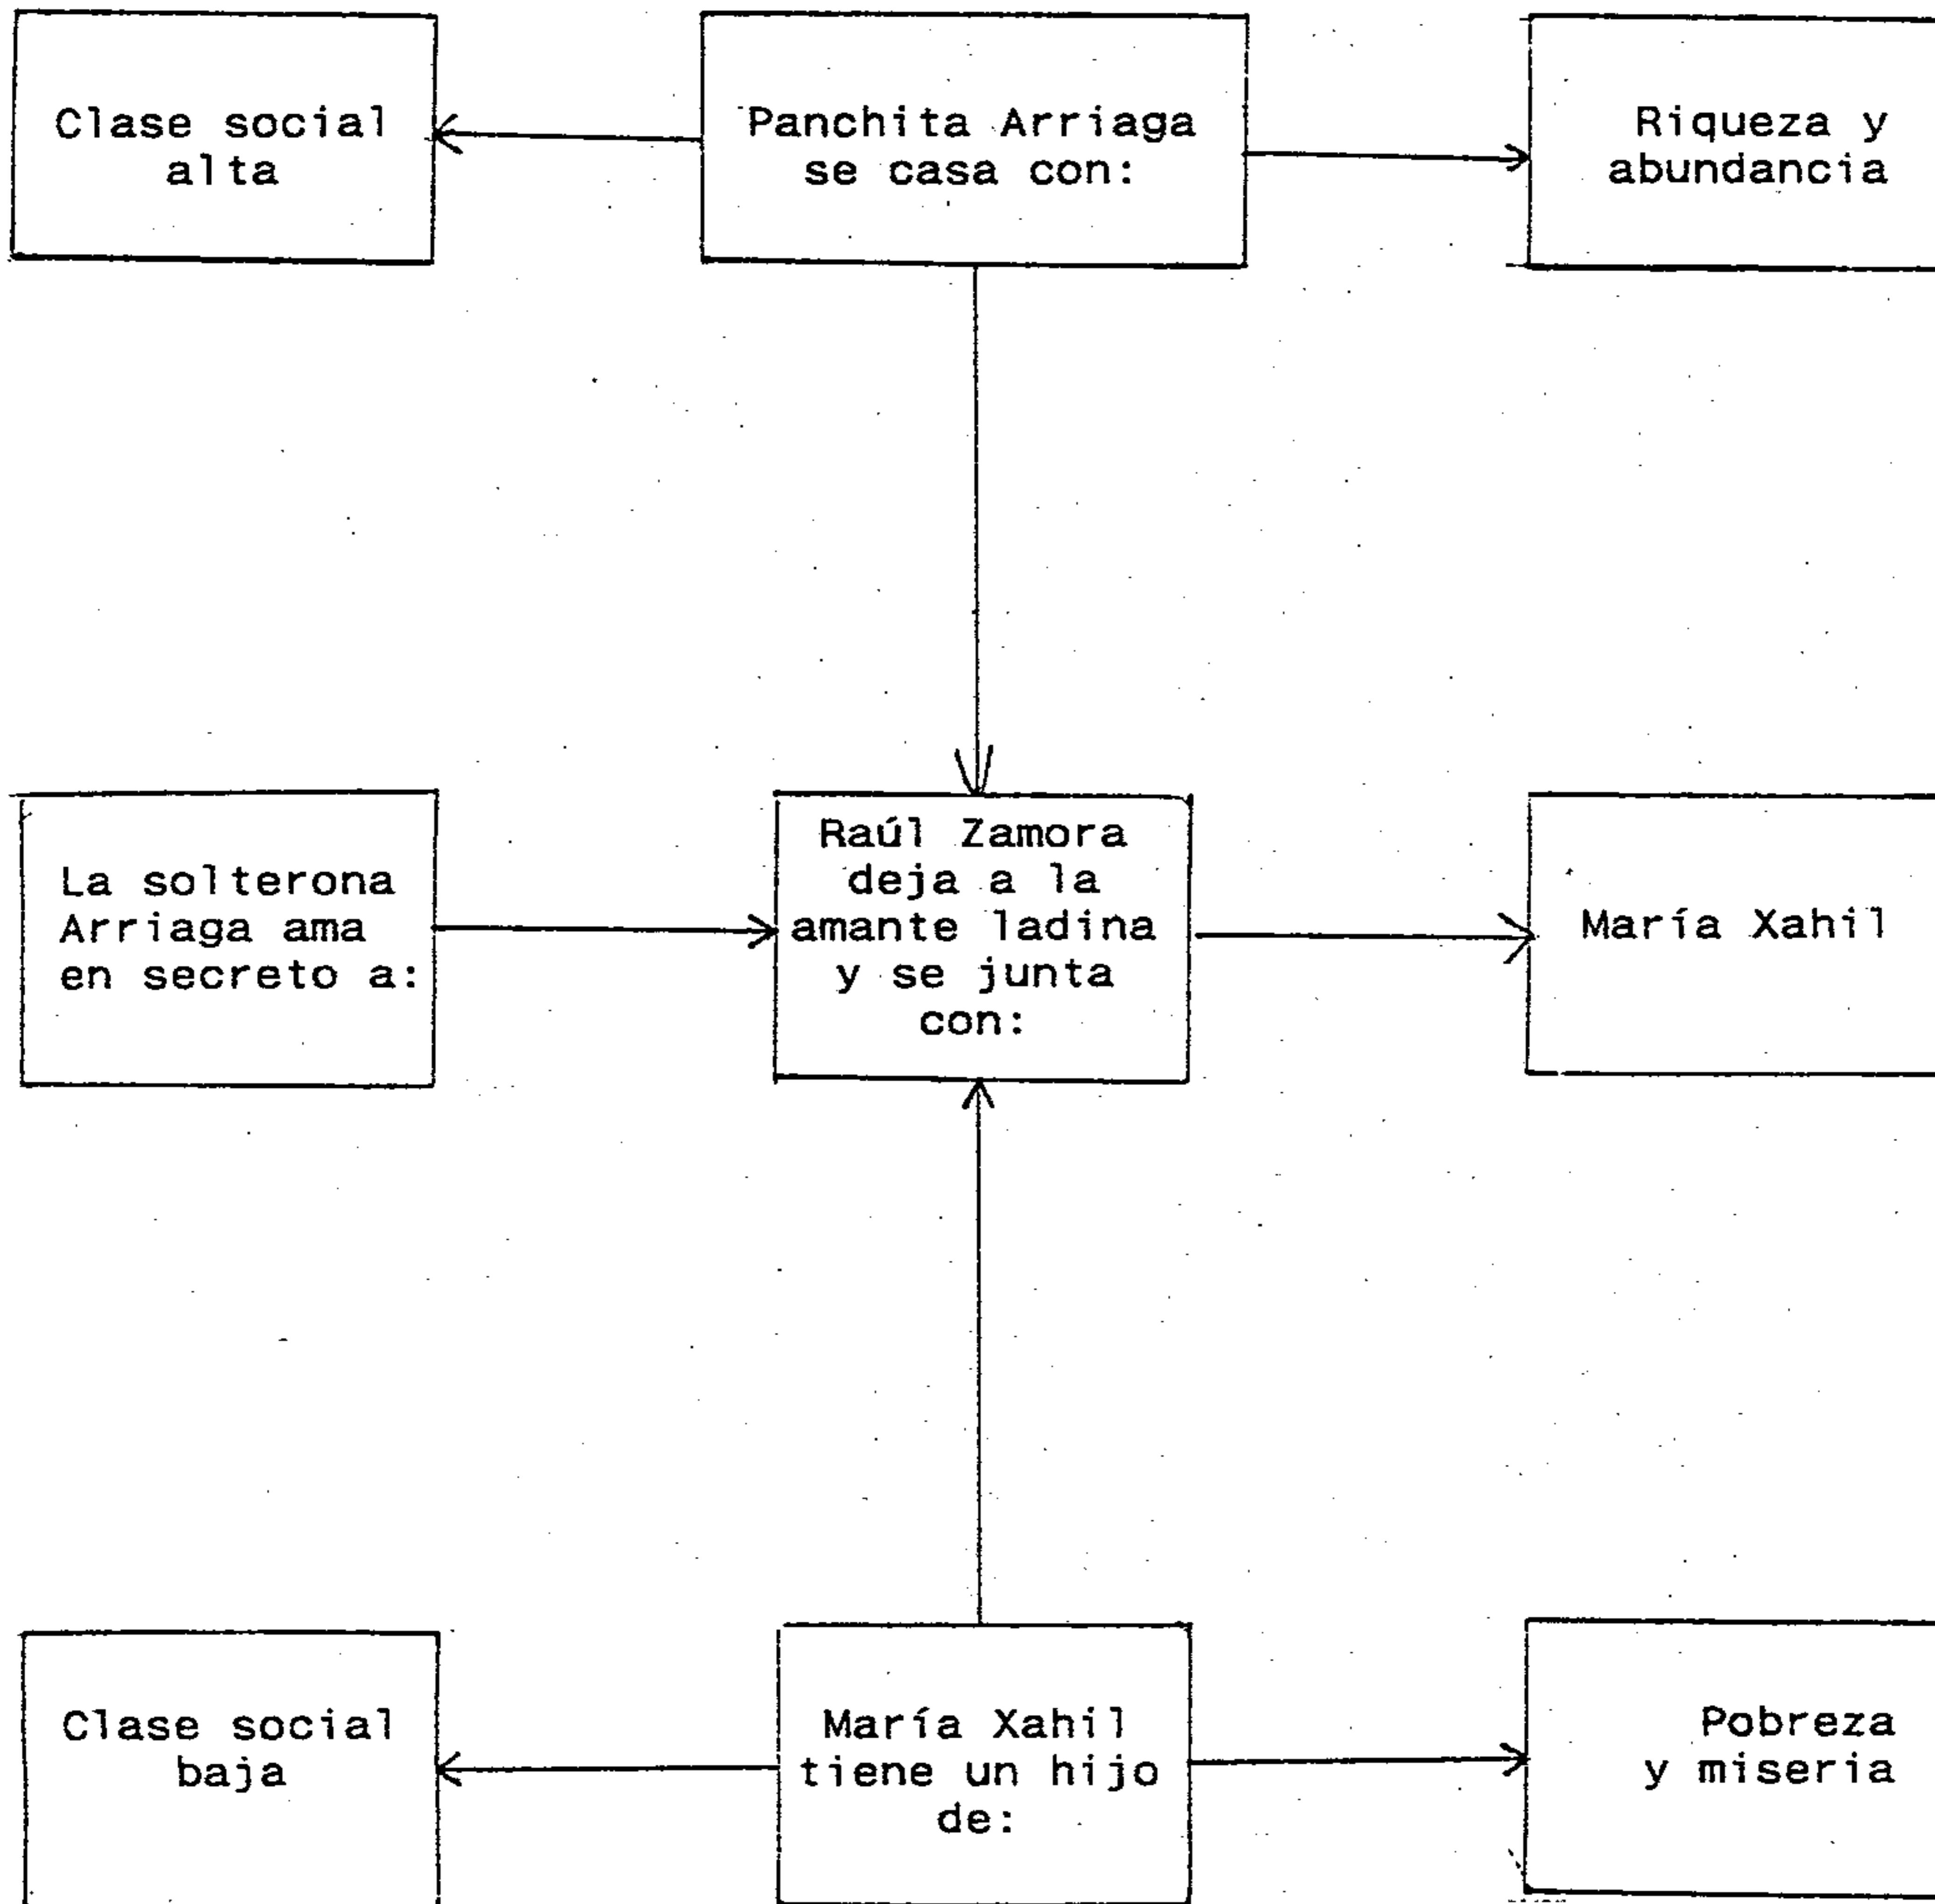 Clase social
alta
Panchita Arriaga
se casa con:
Riqueza y
abundancia
La solterona
Arriaga ama
en secreto a:
Raúl Zamora
deja a la
amante ladina
y se junta
con:
María Xahil
Clase social
baja
María Xahil
tiene un hijo
de:
Pobreza
y miseria